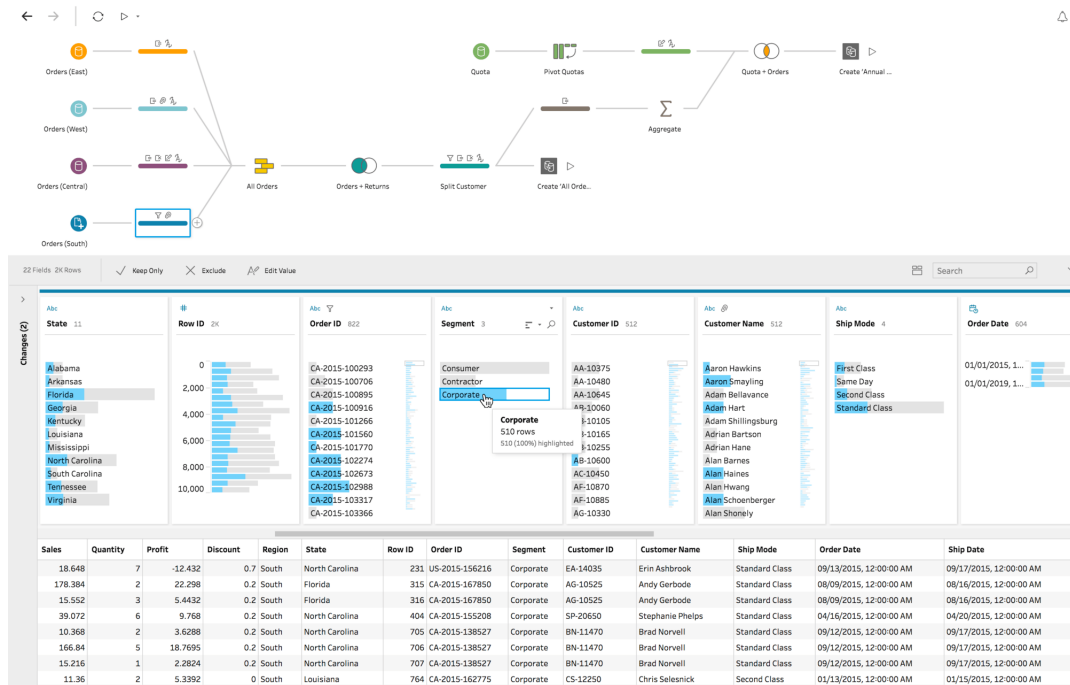 Orders (East)
Quota
Pivot Quotas
Quota + Orders
Create 'Annual ...
Orders (West)
Aggregate
Orders (Central)
All Orders
Orders + Returns
Split Customer
Create 'All Orde...
Orders (South)
22 Fields 2K Rows
Keep Only
Exclude
Edit Value
Search
Changes (2)
Abc
State 11
Alabama
Arkansas
Florida
Georgia
Kentucky
Louisiana
Mississippi
North Carolina
South Carolina
Tennessee
Virginia
#
Row ID 2K
0
2,000
4,000
6,000
8,000
10,000
Abc
Order ID 822
CA-2015-100293
CA-2015-100706
CA-2015-100895
CA-2015-100916
CA-2015-101266
CA-2015-101560
CA-2015-101770
CA-2015-102274
CA-2015-102673
CA-2015-102988
CA-2015-103317
CA-2015-103366
Abc
Segment 3
Consumer
Contractor
Corporate
Corporate
510 rows
510 (100%) highlighted
Abc
Customer ID 512
AA-10375
AA-10480
AA-10645
-10060
-10105
-10165
-10255
AB-10600
AC-10450
AF-10870
AF-10885
AG-10330
Abc
Customer Name 512
Aaron Hawkins
Aaron Smayling
Adam Bellavance
Adam Hart
Adam Shillingsburg
Adrian Bartson
Adrian Hane
Alan Barnes
Alan Haines
Alan Hwang
Alan Schoenberger
Alan Shonely
Abc
Ship Mode 4
First Class
Same Day
Second Class
Standard Class
Order Date 604
01/01/2015, 1...
01/01/2019, 1...
Sales Quantity Profit Discount Region State Row ID Order ID Segment Customer ID Customer Name Ship Mode Order Date Ship Date
18.648 7 -12.432 0.7 South North Carolina 231 US-2015-156216 Corporate EA-14035 Erin Ashbrook Standard Class 09/13/2015, 12:00:00 AM 09/17/2015, 12:00:00 AM
178.384 2 22.298 0.2 South Florida 315 CA-2015-167850 Corporate AG-10525 Andy Gerbode Standard Class 08/09/2015, 12:00:00 AM 08/16/2015, 12:00:00 AM
15.552 3 5.4432 0.2 South Florida 316 CA-2015-167850 Corporate AG-10525 Andy Gerbode Standard Class 08/09/2015, 12:00:00 AM 08/16/2015, 12:00:00 AM
39.072 6 9.768 0.2 South North Carolina 404 CA-2015-155208 Corporate SP-20650 Stephanie Phelps Standard Class 04/16/2015, 12:00:00 AM 04/20/2015, 12:00:00 AM
10.368 2 3.6288 0.2 South North Carolina 705 CA-2015-138527 Corporate BN-11470 Brad Norvell Standard Class 09/12/2015, 12:00:00 AM 09/17/2015, 12:00:00 AM
166.84 5 18.7695 0.2 South North Carolina 706 CA-2015-138527 Corporate BN-11470 Brad Norvell Standard Class 09/12/2015, 12:00:00 AM 09/17/2015, 12:00:00 AM
15.216 1 2.2824 0.2 South North Carolina 707 CA-2015-138527 Corporate BN-11470 Brad Norvell Standard Class 09/12/2015, 12:00:00 AM 09/17/2015, 12:00:00 AM
11.36 2 5.3392 0 South Louisiana 764 CA-2015-162775 Corporate CS-12250 Chris Selesnick Second Class 01/13/2015, 12:00:00 AM 01/15/2015, 12:00:00 AM